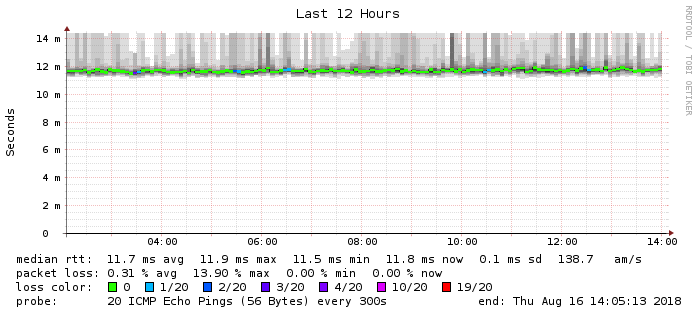 Last 12 Hours
RRDTOOL / TOBI OETIKER
Seconds
14 m
12 m
10 m
8 m
6 m
4 m
2 m
0
04:00 06:00 08:00 10:00 12:00 14:00
median rtt: 11.7 ms avg 11.9 ms max 11.5 ms min 11.8 ms now 0.1 ms sd 138.7 am/s
packet loss: 0.31 % avg 13.90 % max 0.00 % min 0.00 % now
loss color: 0 1/20 2/20 3/20 4/20 10/20 19/20
probe: 20 ICMP Echo Pings (56 Bytes) every 300s end: Thu Aug 16 14:05:13 2018